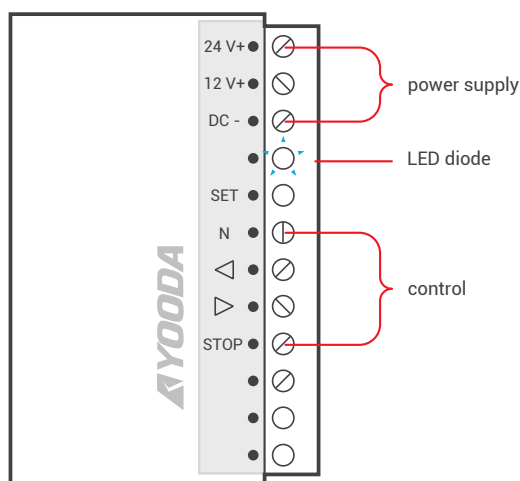 24 V+
12 V+
DC -
SET
N
STOP
power supply
LED diode
control
YOODA